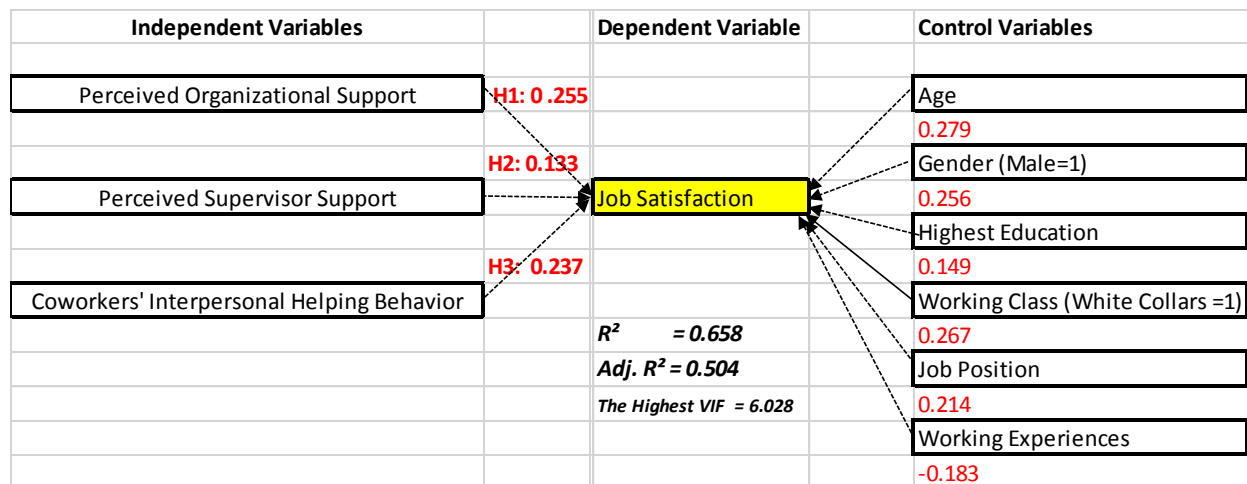 Independent Variables Dependent Variable Control Variables
Perceived Organizational Support H1: 0 .255 Age
0.279
H2: 0.133 Gender (Male=1)
Perceived Supervisor Support Job Satisfaction 0.256
Highest Education
H3: 0.237 0.149
Coworkers' Interpersonal Helping Behavior Working Class (White Collars =1)
R² = 0.658 0.267
Adj. R² = 0.504 Job Position
The Highest VIF = 6.028 0.214
Working Experiences
-0.183